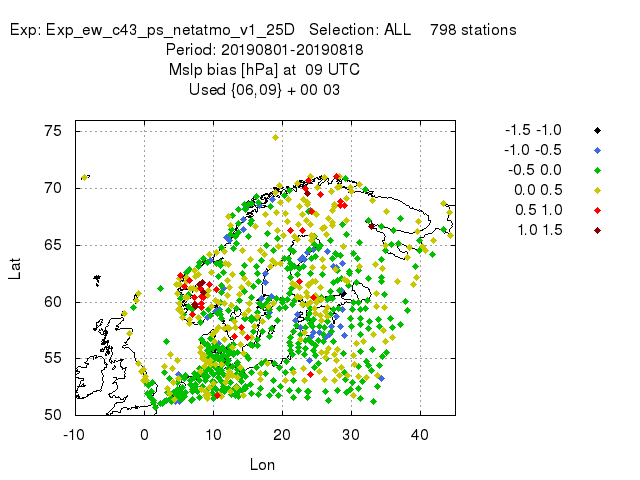 Exp: Exp_ew_c43_ps_netatmo_v1_25D Selection: ALL 798 stations
Period: 20190801-20190818
Mslp bias [hPa] at 09 UTC
Used {06,09} + 00 03
75
70
65
60
55
50
-10 0 10 20 30 40
Lat
Lon
-1.5 -1.0
-1.0 -0.5
-0.5 0.0
0.0 0.5
0.5 1.0
1.0 1.5